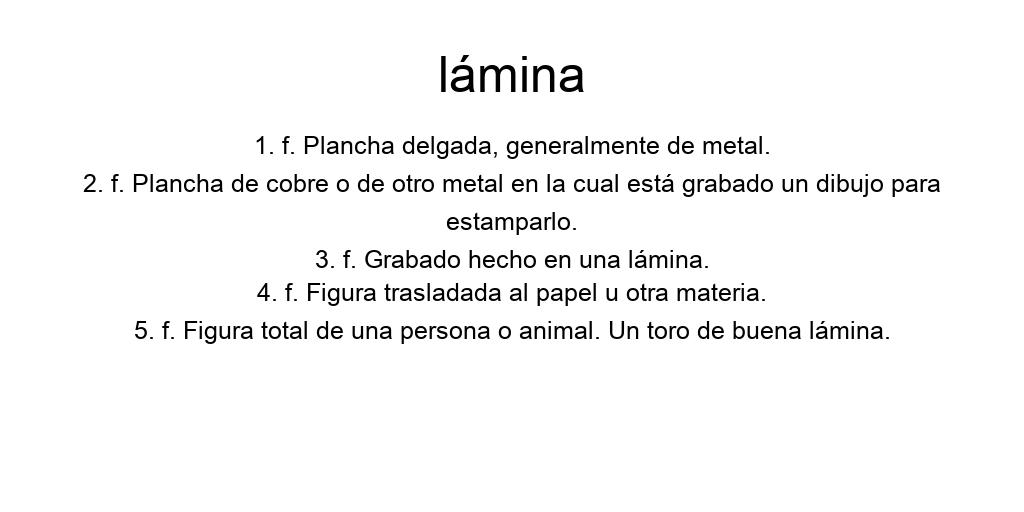 lámina
1. f. Plancha delgada, generalmente de metal.
2. f. Plancha de cobre o de otro metal en la cual está grabado un dibujo para
estamparlo.
3. f. Grabado hecho en una lámina.
4. f. Figura trasladada al papel u otra materia.
5. f. Figura total de una persona o animal. Un toro de buena lámina.